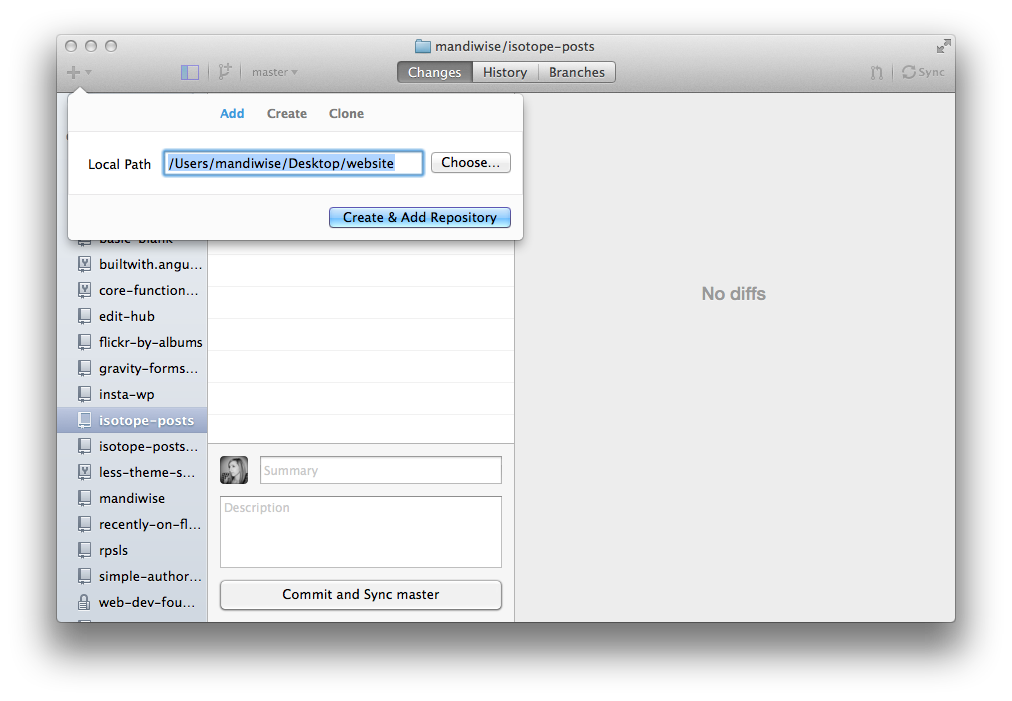 mandiwise/isotope-posts
master
Changes
History
Branches
Sync
Add
Create
Clone
Local Path
/Users/mandiwise/Desktop/website
Choose...
Create & Add Repository
builtwith.angu...
core-function...
edit-hub
flickr-by-albums
gravity-forms...
insta-wp
isotope-posts
isotope-posts...
less-theme-s...
mandiwise
recently-on-fl...
rpsls
simple-author...
web-dev-fou...
Summary
Description
Commit and Sync master
No diffs